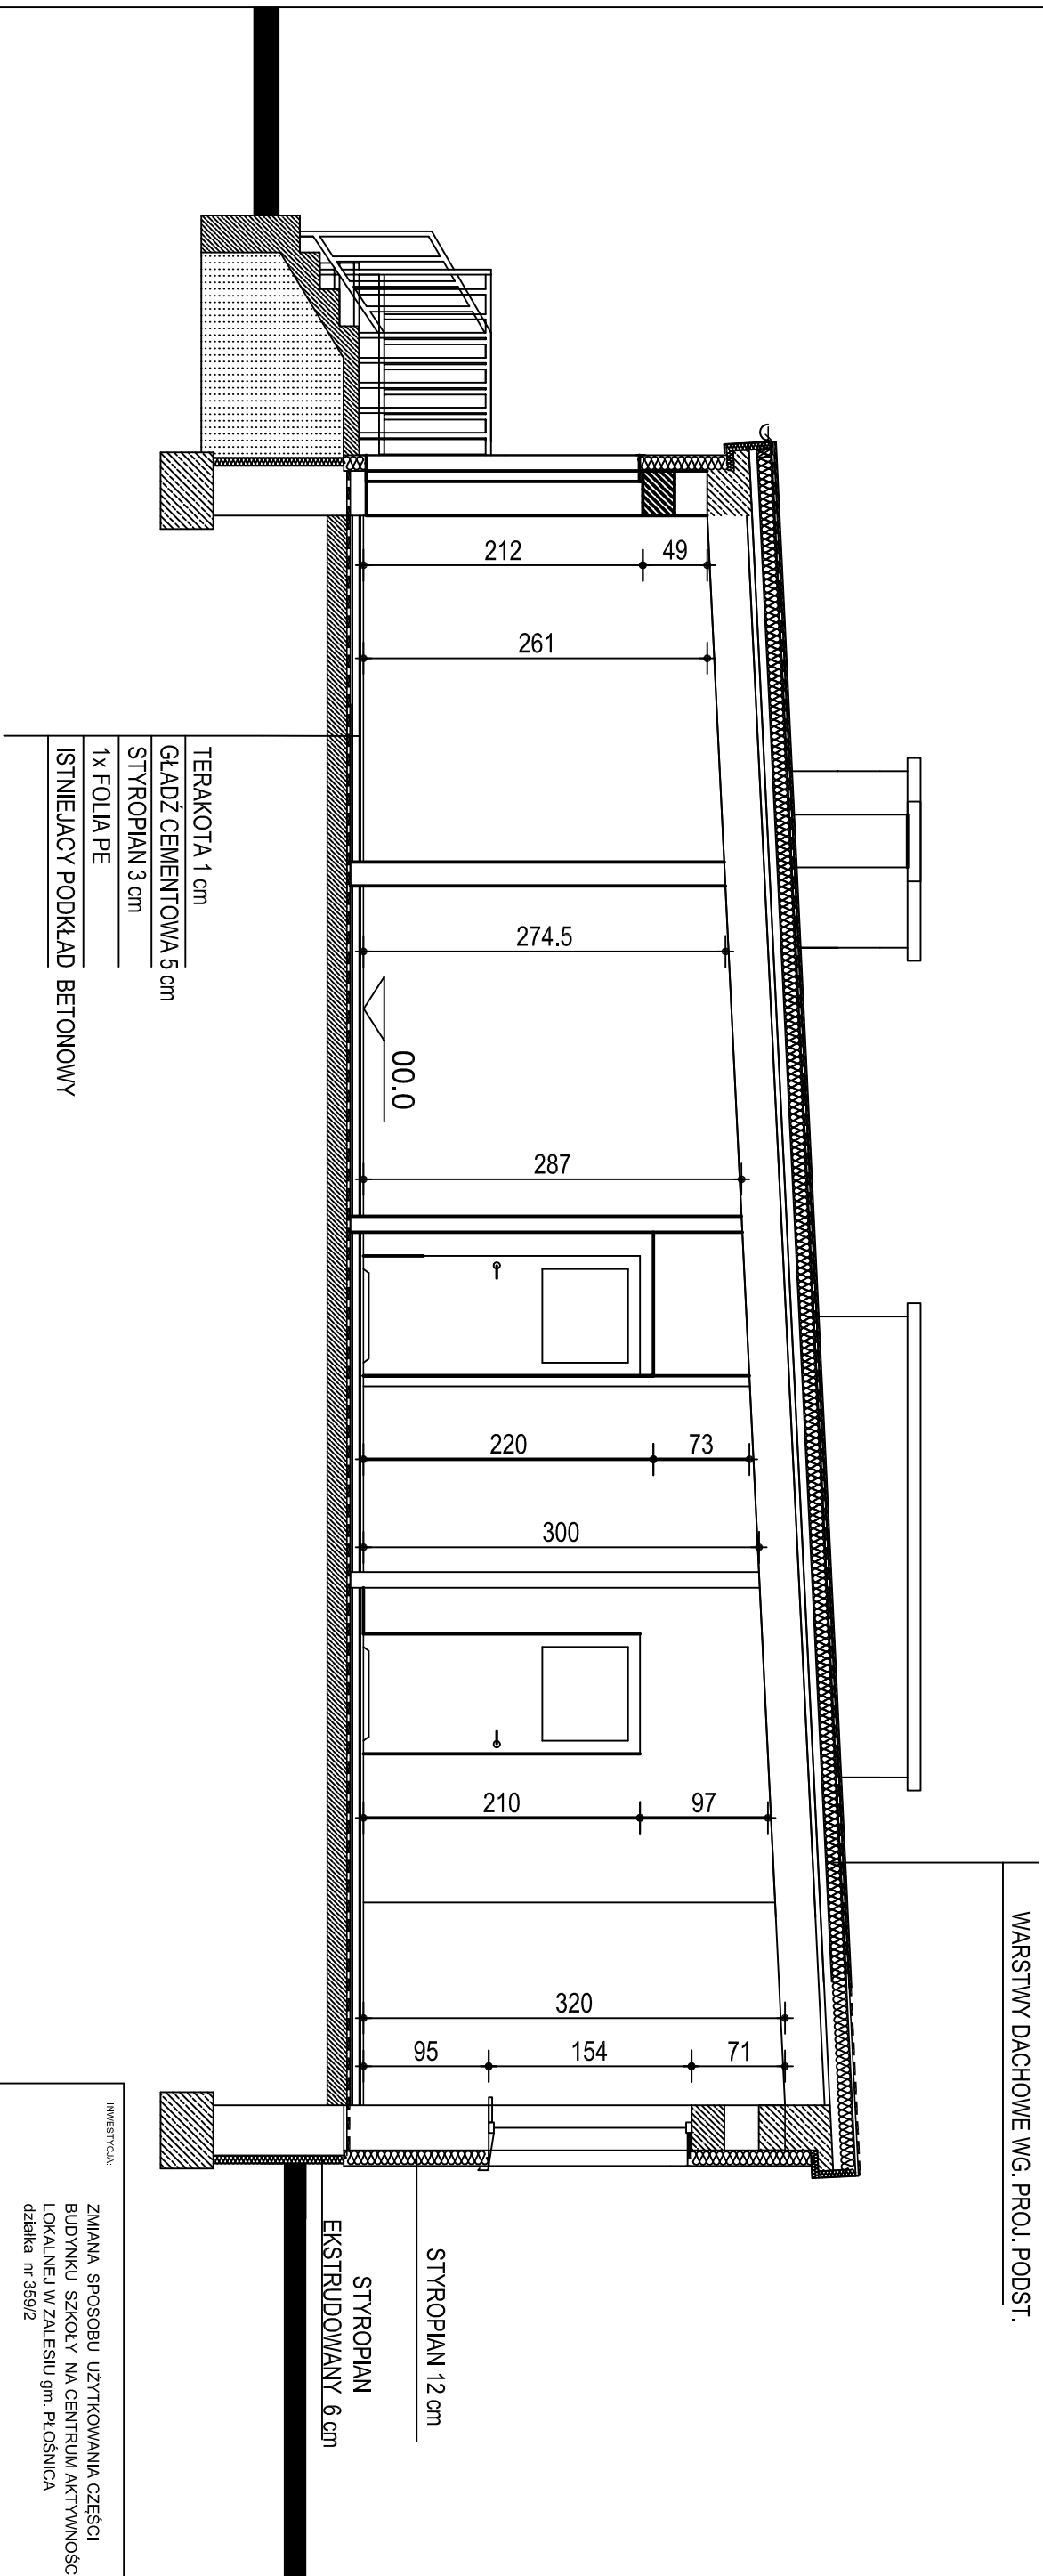 WARSTWY DACHOWE WG. PROJ. PODST.
212
49
261
274.5
0.00
287
220
73
300
210
97
320
95
154
71
TERAKOTA 1 cm
GŁADŹ CEMENTOWA 5 cm
STYROPIAN 3 cm
1x FOLIA PE
ISTNIEJACY PODKŁAD BETONOWY
STYROPIAN 12 cm
STYROPIAN
EKSTRUDOWANY 6 cm
INWESTYCJA:
ZMIANA SPOSOBU UŻYTKOWANIA CZĘŚCI
BUDYNKU SZKOŁY NA CENTRUM AKTYWNOŚC
LOKALNEJ W ZALESIU gm. PŁOŚNICA
działka nr 359/2